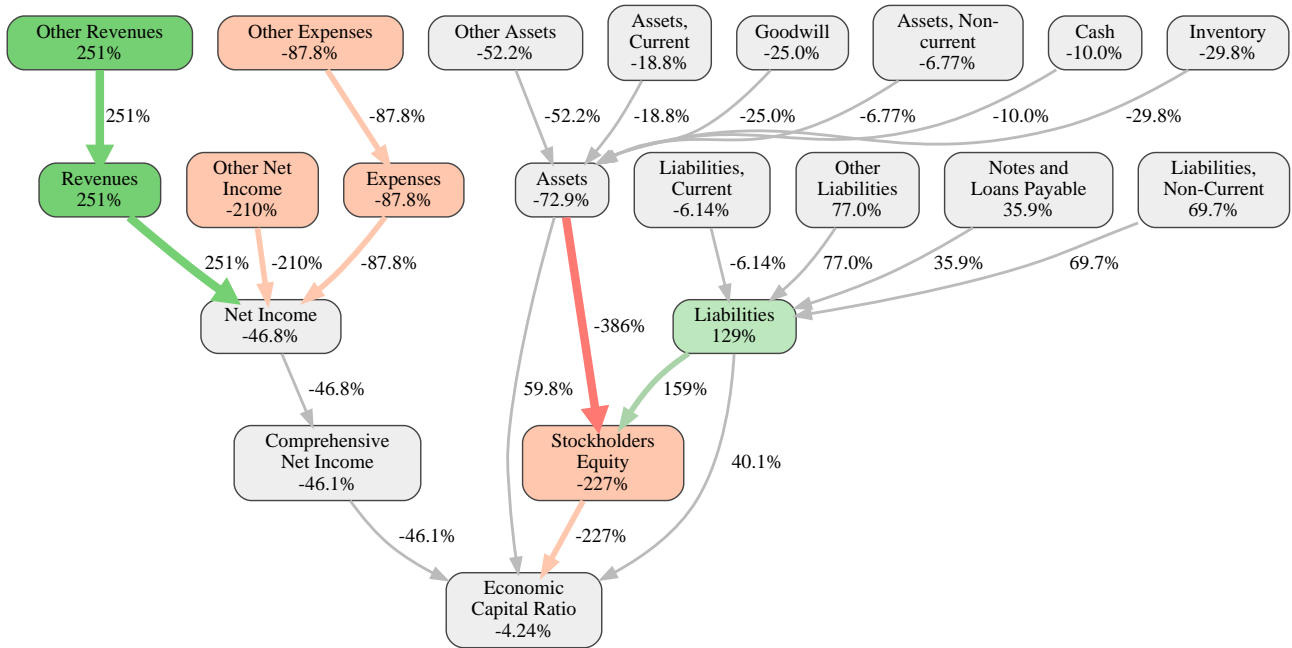 Other Revenues
251%
Other Expenses
-87.8%
Other Assets
-52.2%
Assets,
Current
-18.8%
Goodwill
-25.0%
Assets, Non-
current
-6.77%
Cash
-10.0%
Inventory
-29.8%
251%
-87.8%
-52.2%
-18.8%
-25.0%
-6.77%
-10.0%
-29.8%
Revenues
251%
Other Net
Income
-210%
Expenses
-87.8%
Assets
-72.9%
Liabilities,
Current
-6.14%
Other
Liabilities
77.0%
Notes and
Loans Payable
35.9%
Liabilities,
Non-Current
69.7%
251%
-210%
-87.8%
-6.14%
77.0%
35.9%
69.7%
Net Income
-46.8%
-386%
Liabilities
129%
-46.8%
59.8%
159%
Comprehensive
Net Income
-46.1%
Stockholders
Equity
-227%
40.1%
-46.1%
-227%
Economic
Capital Ratio
-4.24%